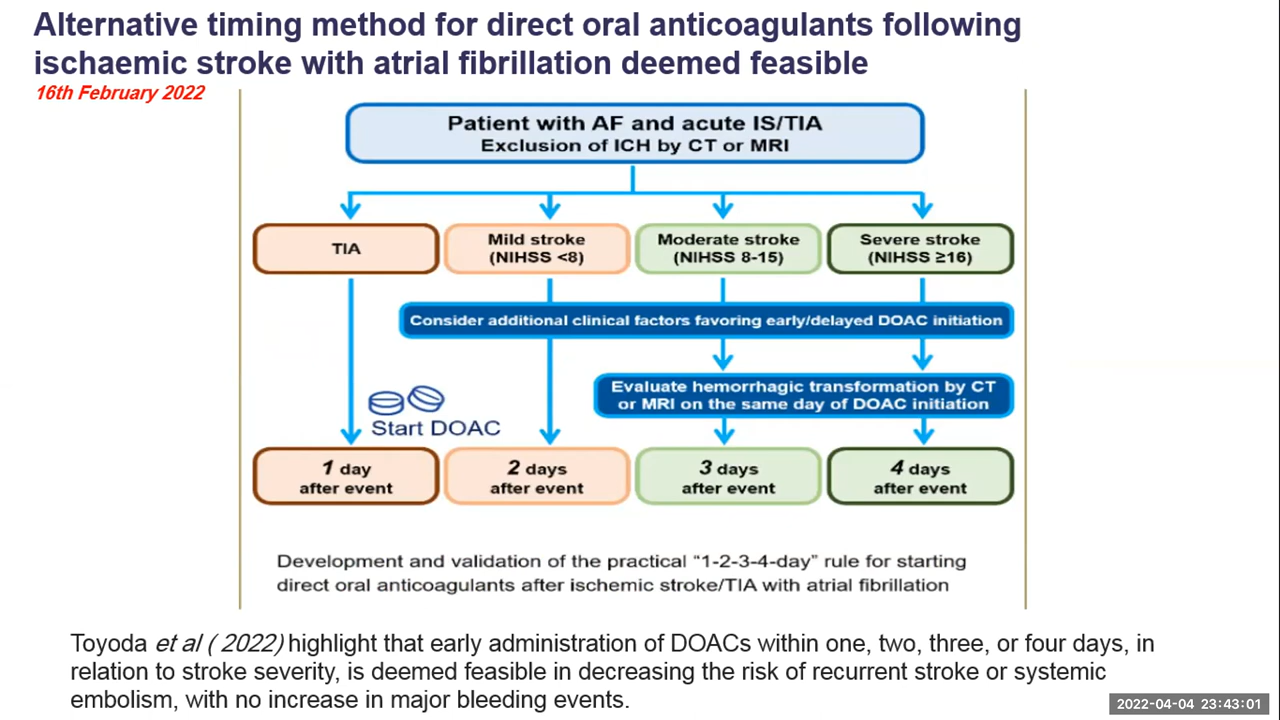 Alternative timing method for direct oral anticoagulants following
ischaemic stroke with atrial fibrillation deemed feasible
16th February 2022
Patient with AF and acute IS/TIA
Exclusion of ICH by CT or MRI
TIA
Mild stroke
(NIHSS <8)
Moderate stroke
(NIHSS 8-15)
Severe stroke
(NIHSS ≥16)
Consider additional clinical factors favoring early/delayed DOAC initiation
Evaluate hemorrhagic transformation by CT
or MRI on the same day of DOAC initiation
Start DOAC
1 day
after event
2 days
after event
3 days
after event
4 days
after event
Development and validation of the practical “1-2-3-4-day” rule for starting
direct oral anticoagulants after ischemic stroke/TIA with atrial fibrillation
Toyoda et al ( 2022) highlight that early administration of DOACs within one, two, three, or four days, in
relation to stroke severity, is deemed feasible in decreasing the risk of recurrent stroke or systemic
embolism, with no increase in major bleeding events.
2022-04-04 23:43:01